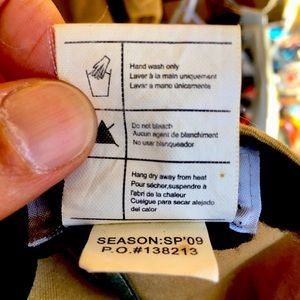 Hand wash only
Lavar à la main uniquement
Lavar a mano únicamente
Do not bleach
Aucun agent de blanchiment
No usar blanqueador
Hang dry away from heat
Pour sécher,suspendre à
l'abri de la chaleur
Cuelgue para secar alejado
del calor
SEASON:SP'09
P.O.#138213